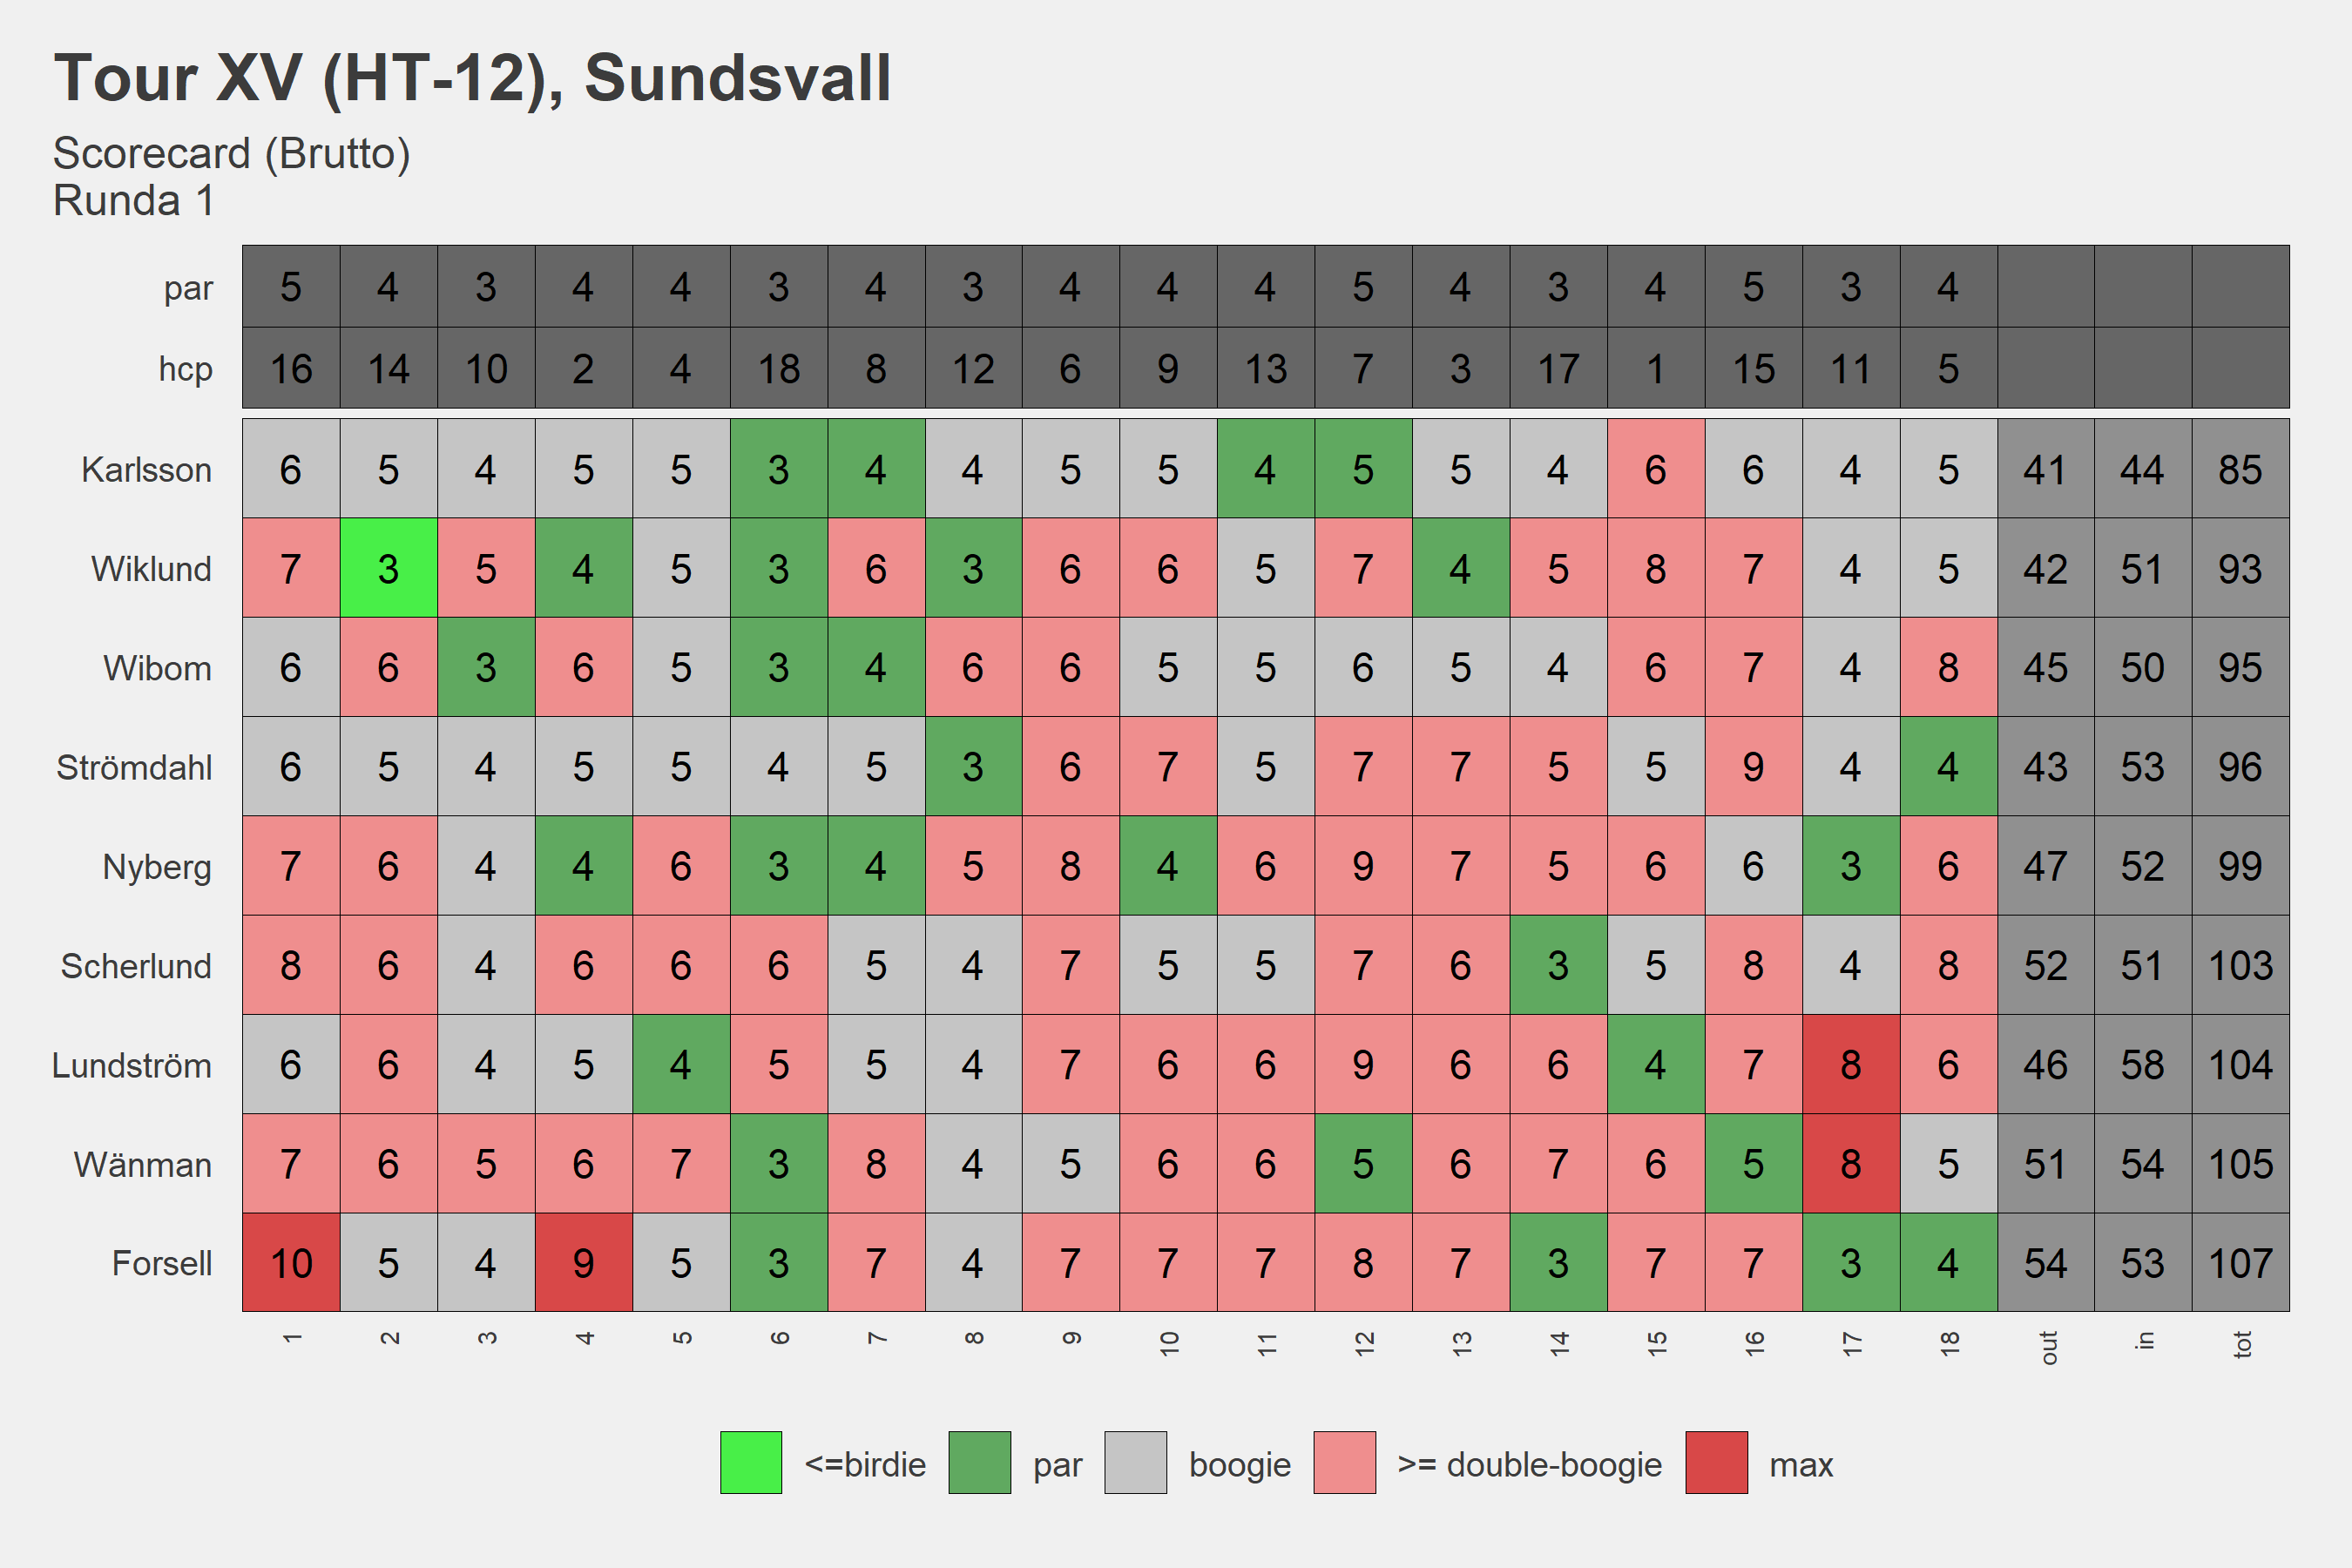 Tour XV (HT-12), Sundsvall
Scorecard (Brutto)
Runda 1
par 5 4 3 4 4 3 4 3 4 4 4 5 4 3 4 5 3 4
hcp 16 14 10 2 4 18 8 12 6 9 13 7 3 17 1 15 11 5
Karlsson 6 5 4 5 5 3 4 4 5 5 4 5 5 4 6 6 4 5 41 44 85
Wiklund 7 3 5 4 5 3 6 3 6 6 5 7 4 5 8 7 4 5 42 51 93
Wibom 6 6 3 6 5 3 4 6 6 5 5 6 5 4 6 7 4 8 45 50 95
Strömdahl 6 5 4 5 5 4 5 3 6 7 5 7 7 5 5 9 4 4 43 53 96
Nyberg 7 6 4 4 6 3 4 5 8 4 6 9 7 5 6 6 3 6 47 52 99
Scherlund 8 6 4 6 6 6 5 4 7 5 5 7 6 3 5 8 4 8 52 51 103
Lundström 6 6 4 5 4 5 5 4 7 6 6 9 6 6 4 7 8 6 46 58 104
Wänman 7 6 5 6 7 3 8 4 5 6 6 5 6 7 6 5 8 5 51 54 105
Forsell 10 5 4 9 5 3 7 4 7 7 7 8 7 3 7 7 3 4 54 53 107
1 2 3 4 5 6 7 8 9 10 11 12 13 14 15 16 17 18 out in tot
<=birdie par boogie >= double-boogie max